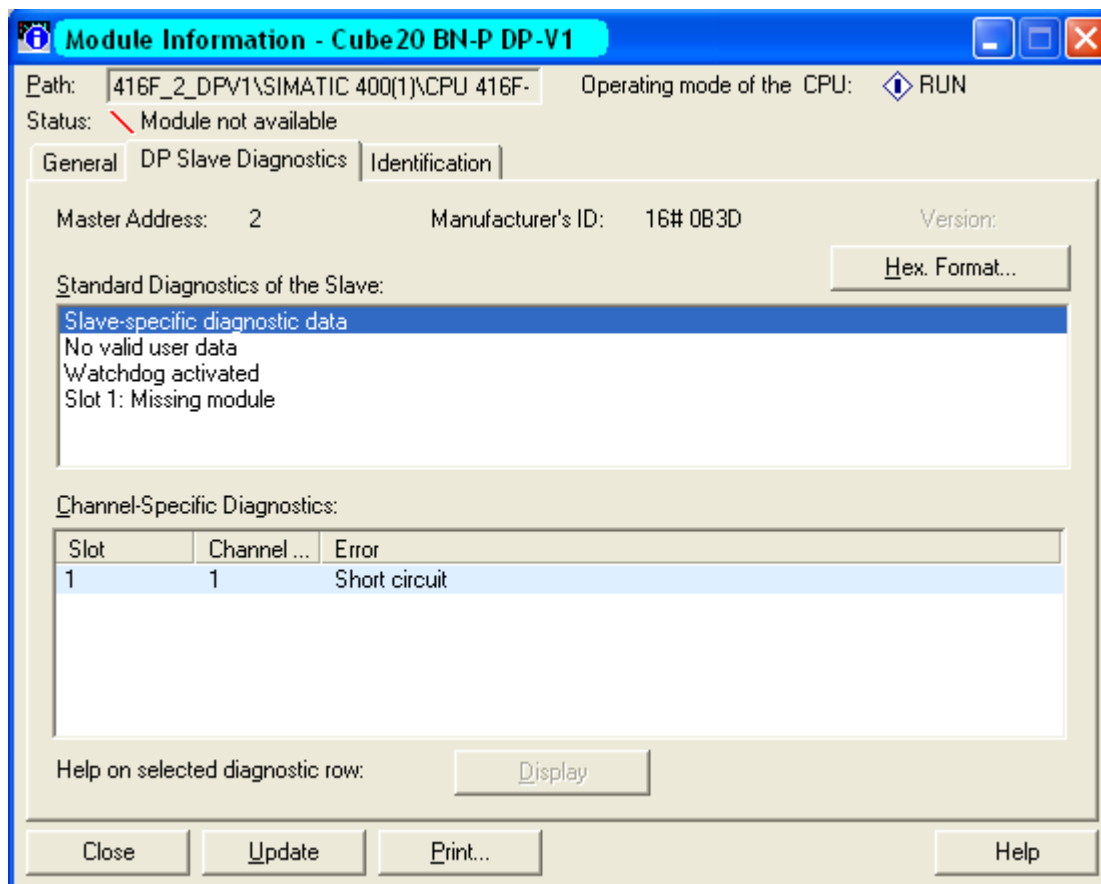 Module Information - Cube20 BN-P DP-V1
Path: 416F_2_DPV1\SIMATIC 400(1)\CPU 416F- Operating mode of the CPU: RUN
Status: Module not available
General DP Slave Diagnostics Identification
Master Address: 2 Manufacturer's ID: 16# 0B3D Version:
Hex. Format...
Standard Diagnostics of the Slave:
Slave-specific diagnostic data
No valid user data
Watchdog activated
Slot 1: Missing module
Channel-Specific Diagnostics:
Slot Channel ... Error
1 1 Short circuit
Help on selected diagnostic row: Display
Close Update Print... Help